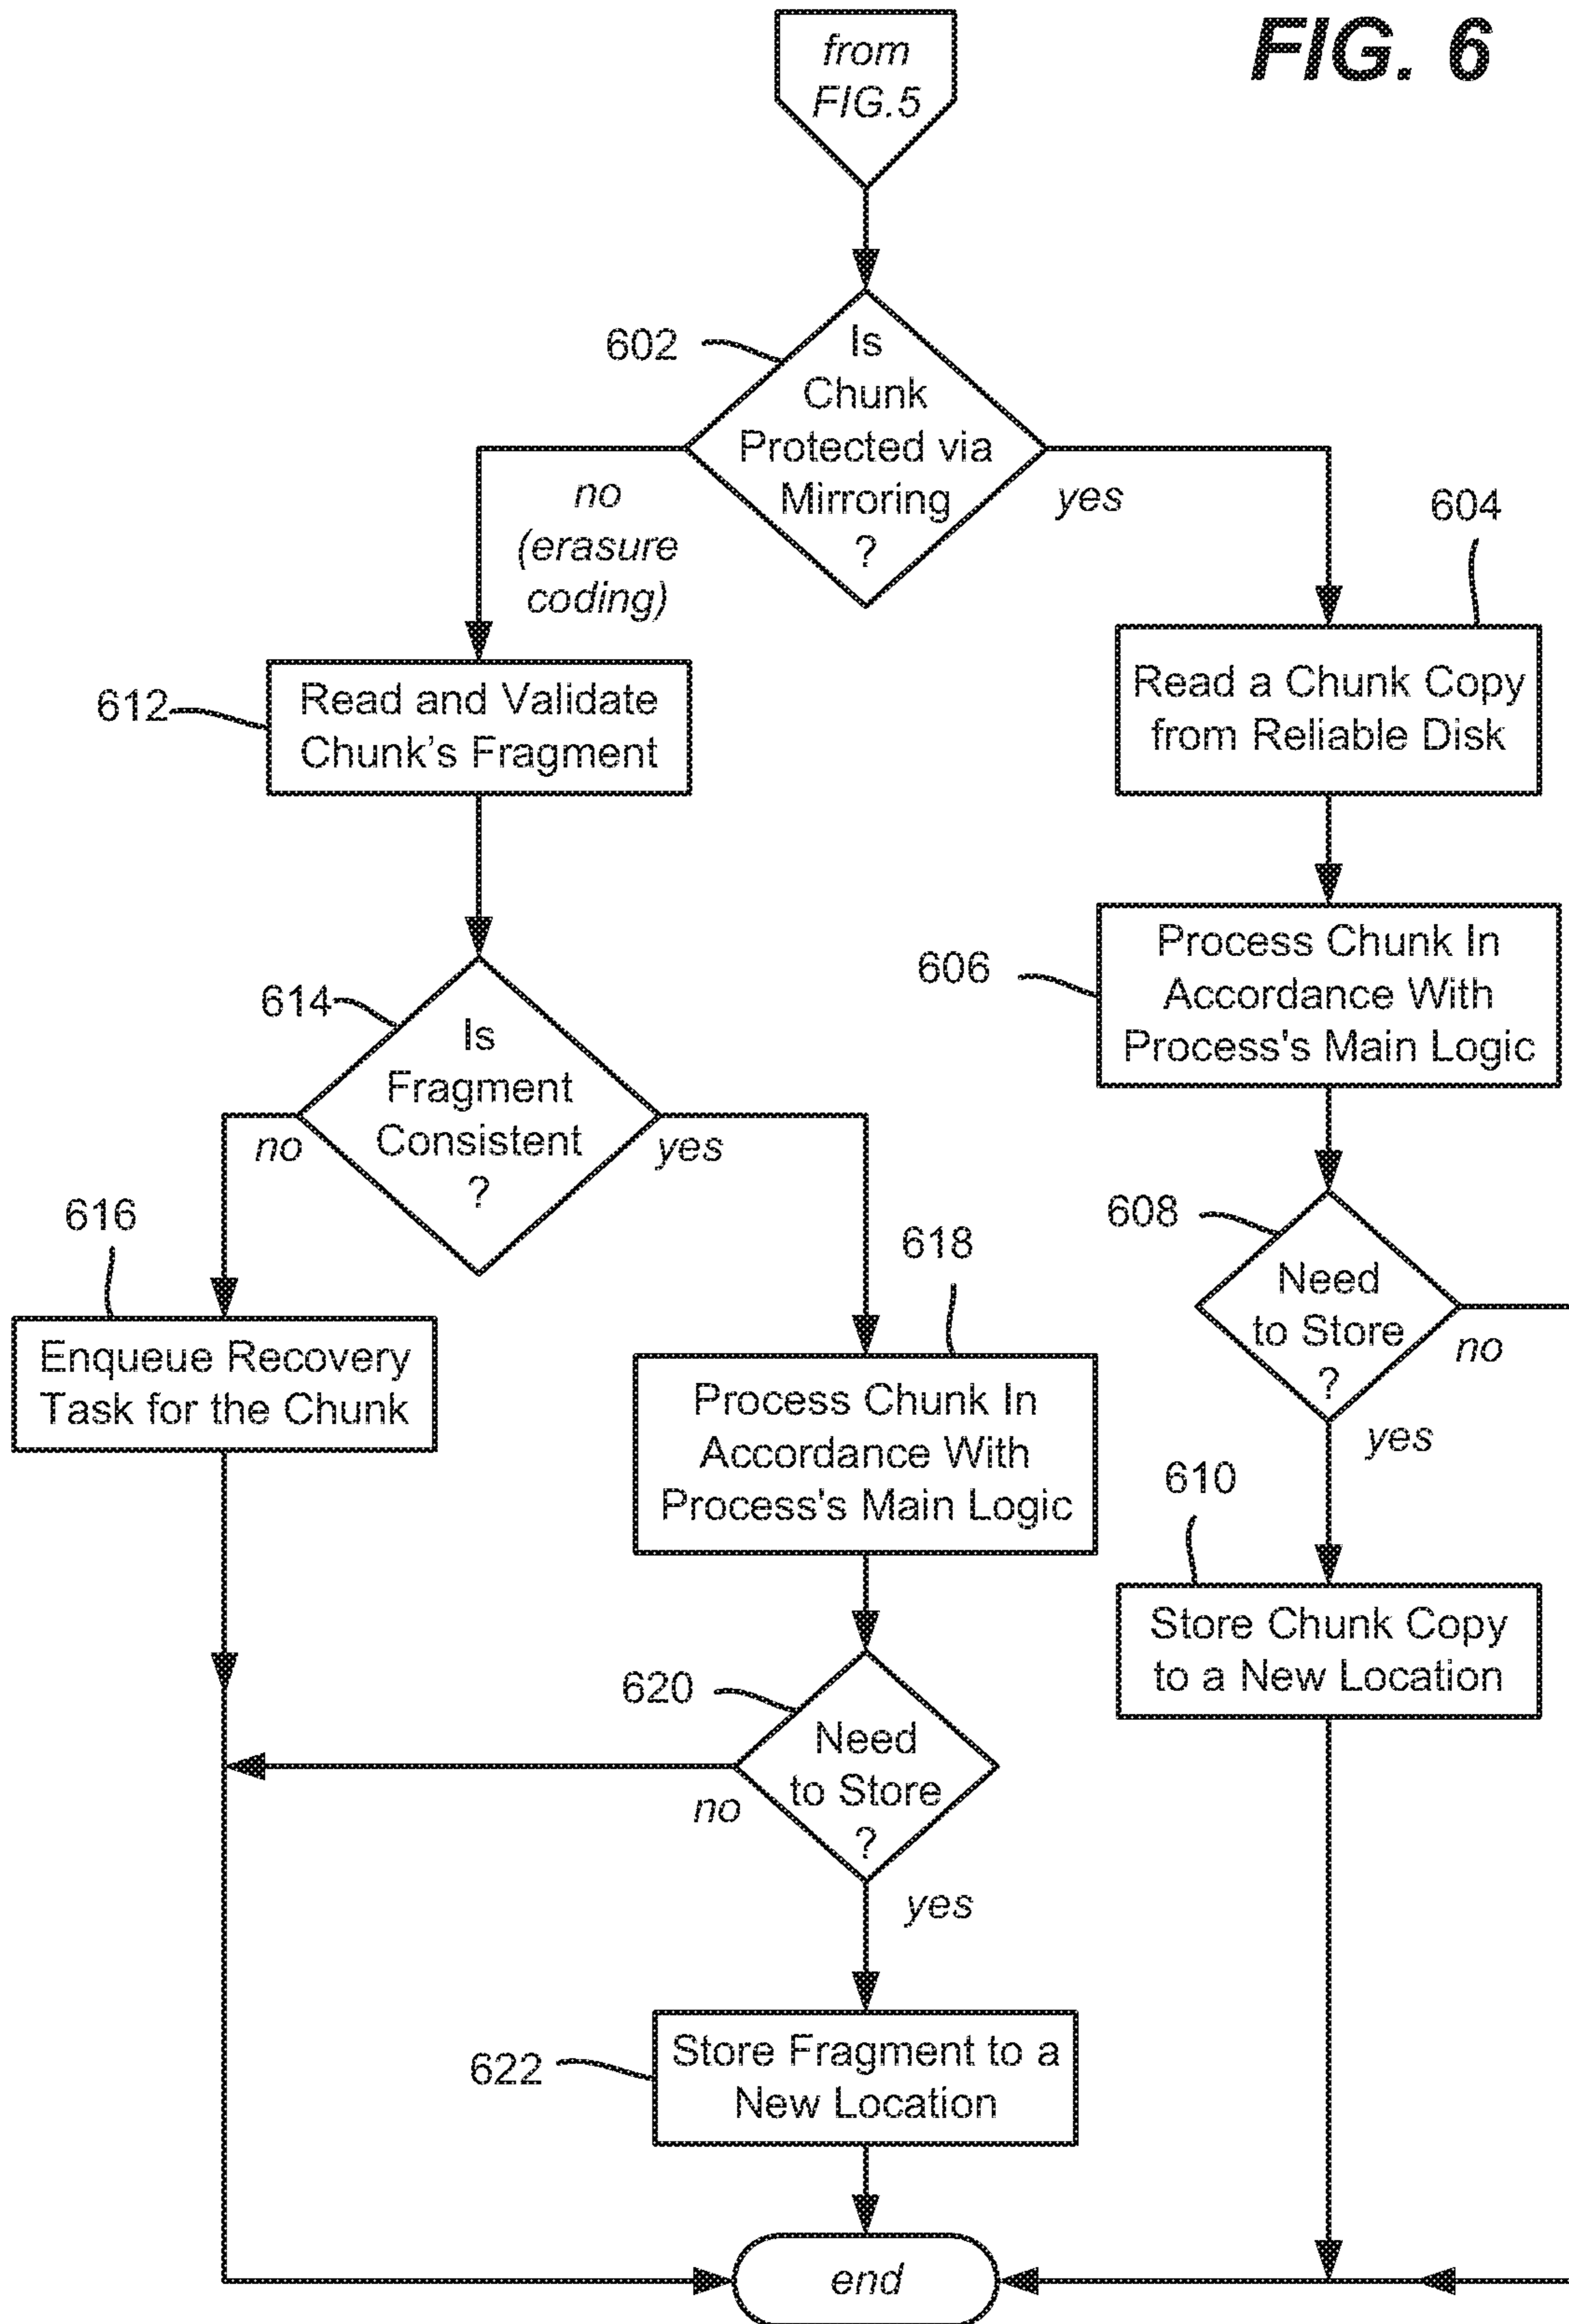 FIG. 6
from
FIG.5
602
Is
Chunk
Protected via
Mirroring
?
no
(erasure
coding)
yes
604
612
Read and Validate
Chunk's Fragment
Read a Chunk Copy
from Reliable Disk
606
Process Chunk In
Accordance With
Process's Main Logic
614
Is
Fragment
Consistent
?
no
yes
616
Enqueue Recovery
Task for the Chunk
618
Process Chunk In
Accordance With
Process's Main Logic
608
Need
to Store
?
no
yes
610
Store Chunk Copy
to a New Location
620
Need
to Store
?
no
yes
622
Store Fragment to a
New Location
end